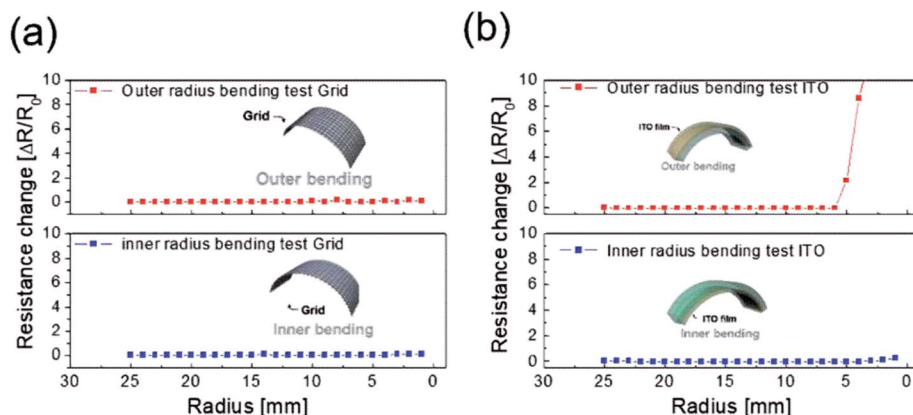 (a)
Resistance change [ΔR/R0]
10
8
6
4
2
0
Outer radius bending test Grid
Grid
Outer bending
10
8
6
4
2
0
inner radius bending test Grid
Grid
Inner bending
30 25 20 15 10 5 0
Radius [mm]
(b)
Resistance change [ΔR/R0]
10
8
6
4
2
0
Outer radius bending test ITO
ITO film
Outer bending
10
8
6
4
2
0
Inner radius bending test ITO
ITO film
Inner bending
30 25 20 15 10 5 0
Radius [mm]